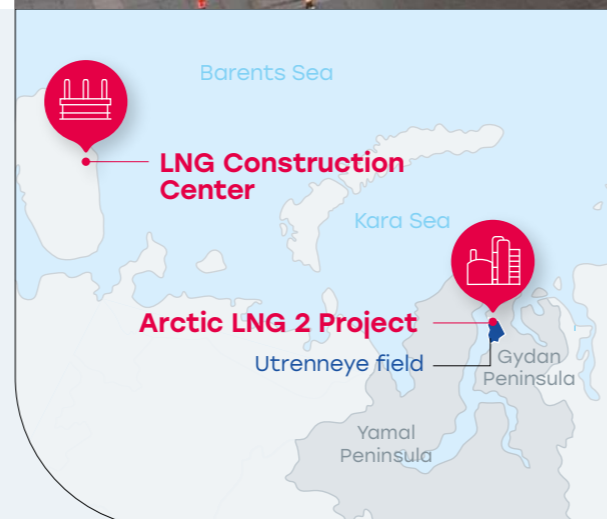 Barents Sea
LNG Construction
Center
Kara Sea
Arctic LNG 2 Project
Utrenneye field
Gydan
Peninsula
Yamal
Peninsula